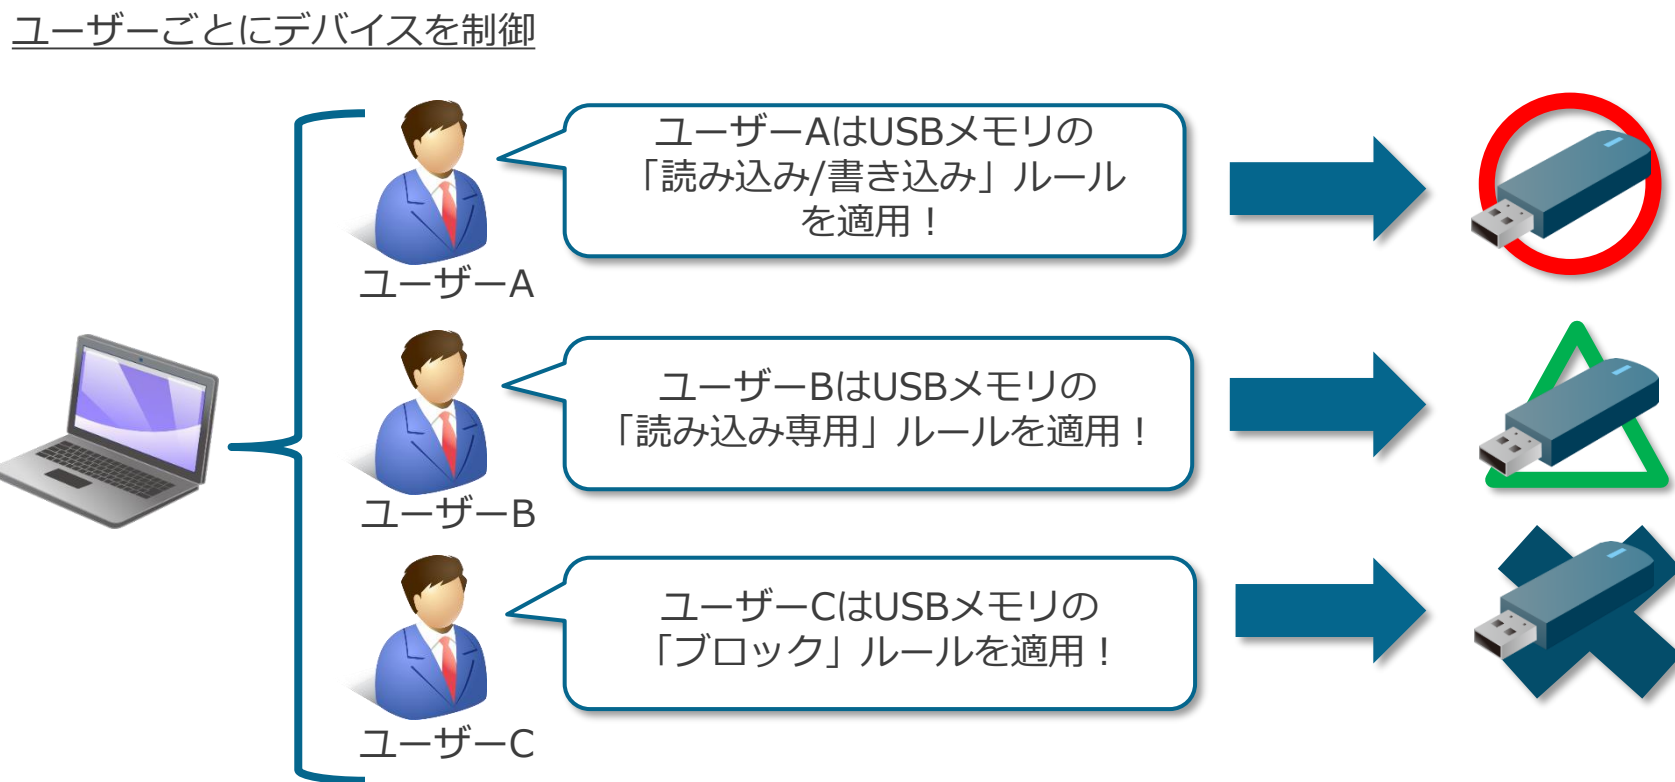 ユーザーごとにデバイスを制御
ユーザーAはUSBメモリの
「読み込み/書き込み」ルール
を適用！
ユーザーA
ユーザーBはUSBメモリの
「読み込み専用」ルールを適用！
ユーザーB
ユーザーCはUSBメモリの
「ブロック」ルールを適用！
ユーザーC